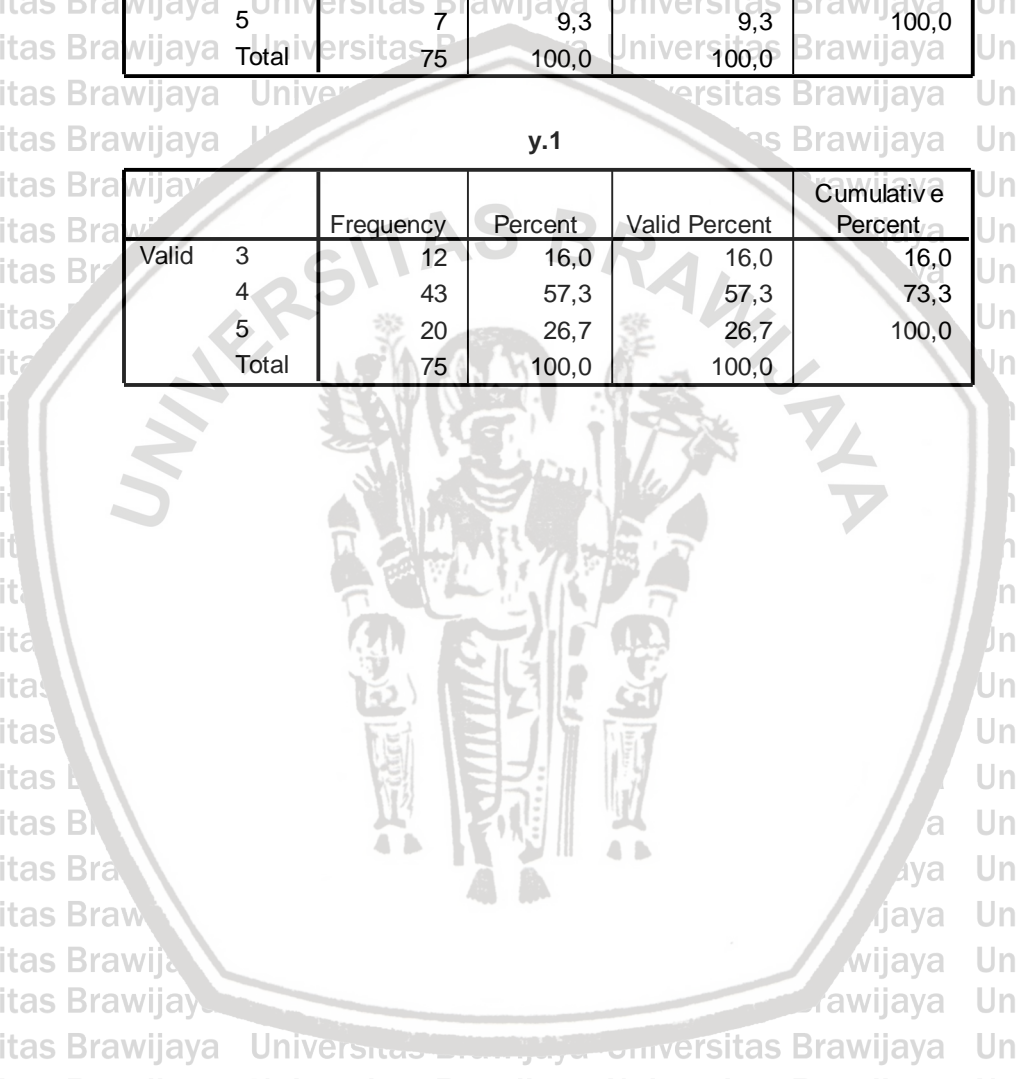 5 7 9,3 9,3 100,0
Total 75 100,0 100,0
y.1
Cumulative
Frequency Percent Valid Percent Percent
Valid 3 12 16,0 16,0 16,0
4 43 57,3 57,3 73,3
5 20 26,7 26,7 100,0
Total 75 100,0 100,0
UNIVERSITAS BRAWIJAYA